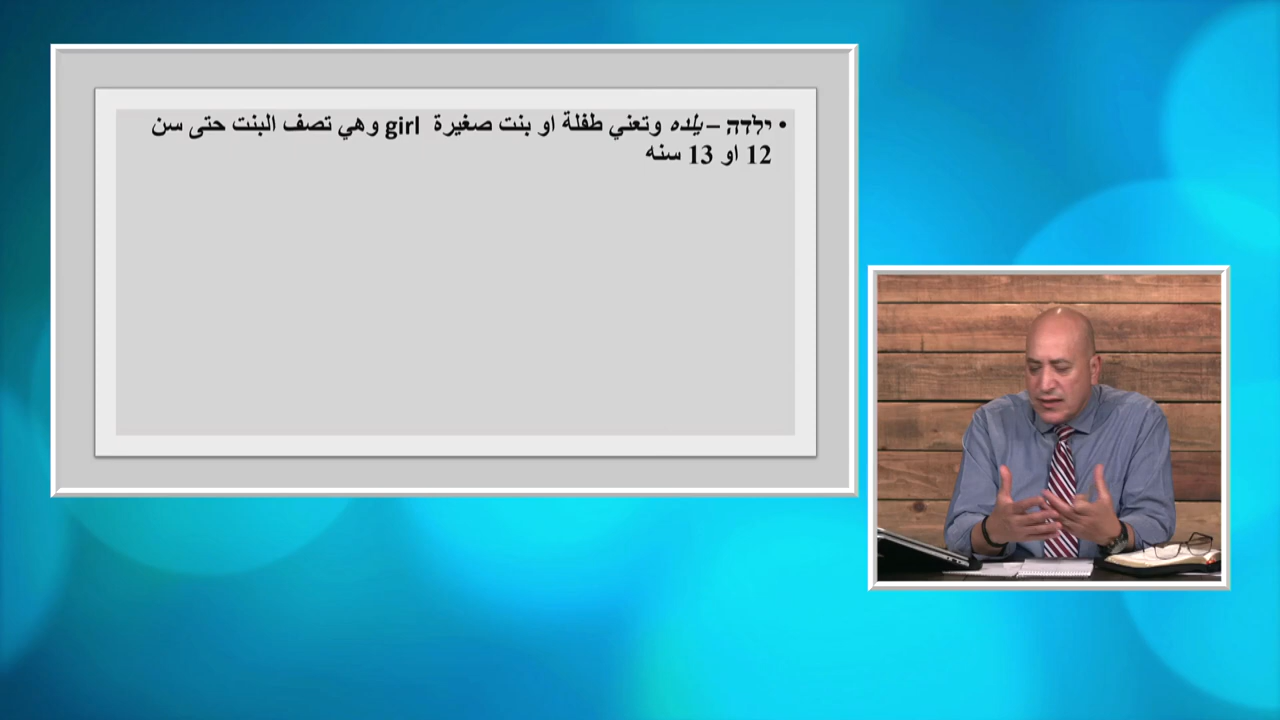 • ילדה – يلده وتعني طفلة او بنت صغيرة girl وهي تصف البنت حتى سن
12 او 13 سنه